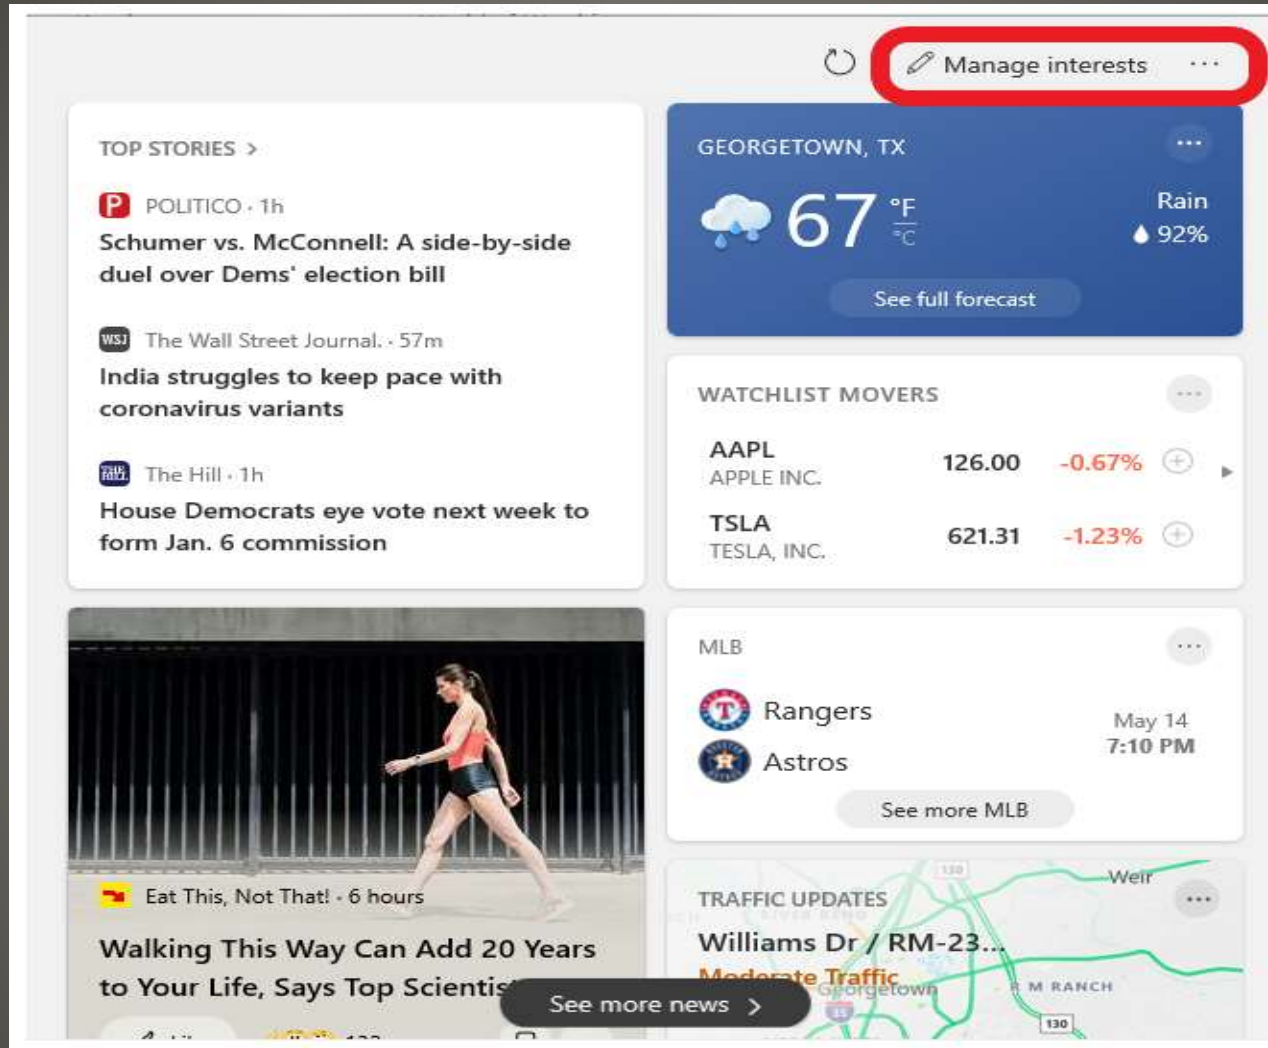 Manage interests ...
TOP STORIES >
P POLITICO · 1h
Schumer vs. McConnell: A side-by-side
duel over Dems' election bill
WSJ The Wall Street Journal. · 57m
India struggles to keep pace with
coronavirus variants
THE HILL The Hill · 1h
House Democrats eye vote next week to
form Jan. 6 commission
Eat This, Not That! · 6 hours
Walking This Way Can Add 20 Years
to Your Life, Says Top
GEORGETOWN, TX ...
67 °F
°C
Rain
92%
See full forecast
WATCHLIST MOVERS ...
AAPL 126.00 -0.67%
APPLE INC.
TSLA 621.31 -1.23%
TESLA, INC.
MLB ...
Rangers
Astros
May 14
7:10 PM
See more MLB
TRAFFIC UPDATES ...
Williams Dr / RM-23...
Moderate Traffic
130
Weir
Georgetown
R M RANCH
35
130
See more news >